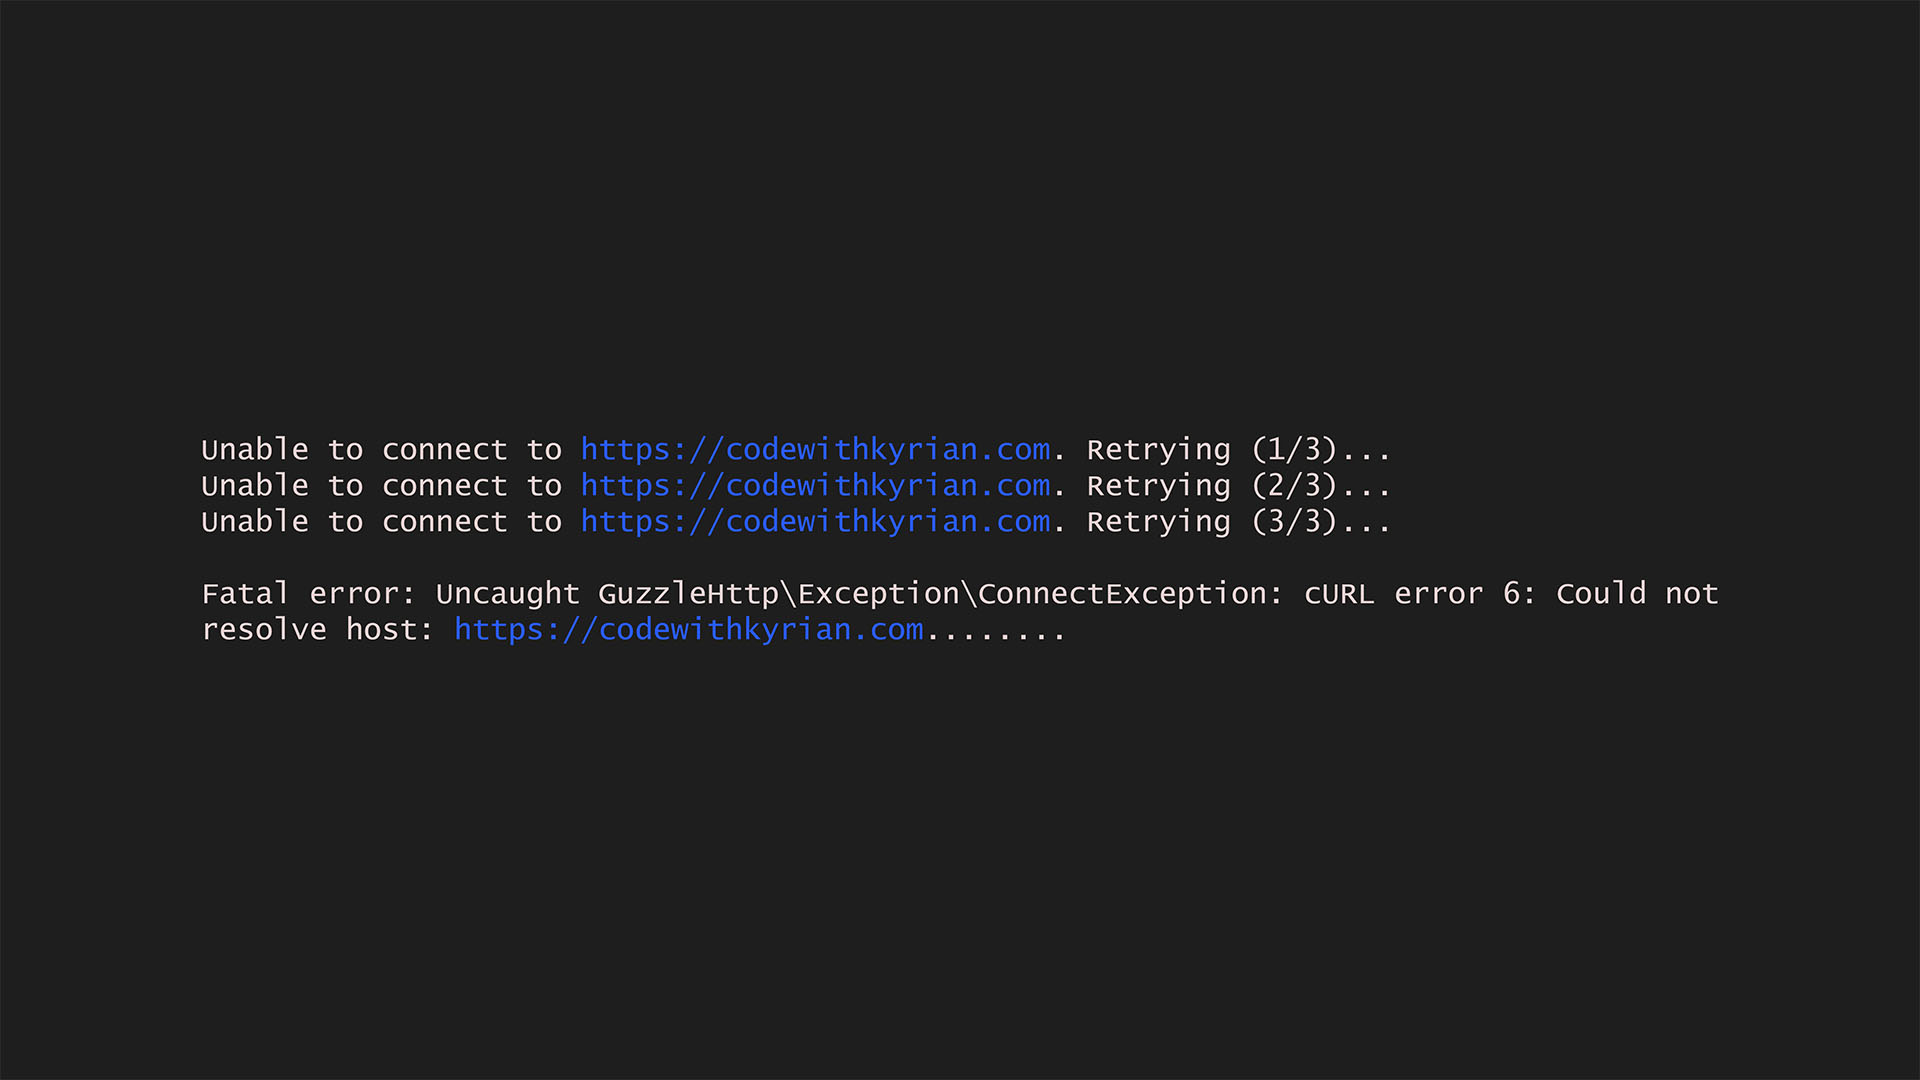 Unable to connect to https://codewithkyrian.com. Retrying (1/3)...
Unable to connect to https://codewithkyrian.com. Retrying (2/3)...
Unable to connect to https://codewithkyrian.com. Retrying (3/3)...
Fatal error: Uncaught GuzzleHttp\Exception\ConnectException: cURL error 6: Could not
resolve host: https://codewithkyrian.com........